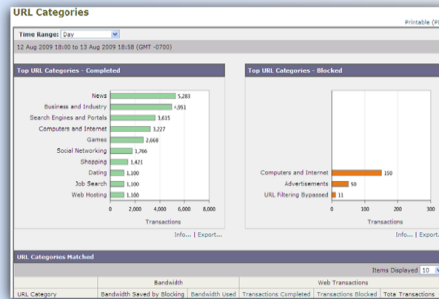 URL Categories
Printable (P
Time Range: Day
12 Aug 2009 18:00 to 13 Aug 2009 18:58 (GMT -0700)
Top URL Categories - Completed
News 5,283
Business and Industry 4,951
Search Engines and Portals 3,615
Computers and Internet 3,227
Games 2,668
Social Networking 1,766
Shopping 1,471
Dating 1,100
Job Search 1,100
Web Hosting 1,100
0 2,000 4,000 6,000 8,000
Transactions
Info... | Export...
Top URL Categories - Blocked
Computers and Internet 150
Advertisements 50
URL Filtering Bypassed 11
0 100 200 300
Transactions
Info... | Export.
URL Categories Matched
Items Displayed 10
Bandwidth Web Transactions
URL Category Bandwidth Saved by Blocking Bandwidth Used Transactions Completed Transactions Blocked Tota Transactions